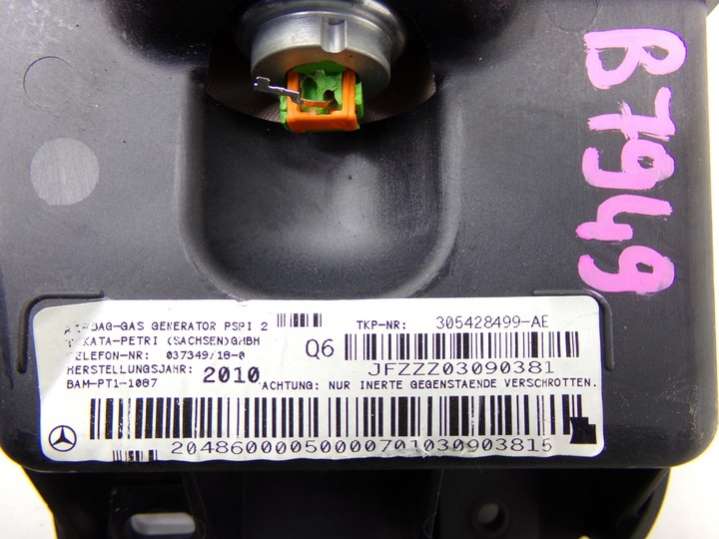 B7949
AIRBAG-GAS GENERATOR PSPI 2
TAKATA-PETRI (SACHSEN)GMBH
TELEFON-NR: 037349/18-0
HERSTELLUNGSJAHR: 2010
BAM-PT1-1087
TKP-NR: 305428499-AE
Q6
JFZZZ03090381
ACHTUNG: NUR INERTE GEGENSTAENDE VERSCHROTTEN.
20486000050000701030903815